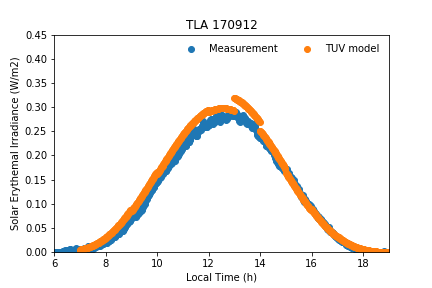 TLA 170912
Measurement
TUV model
Solar Erythemal Irradiance (W/m2)
0.45
0.40
0.35
0.30
0.25
0.20
0.15
0.10
0.05
0.00
6 8 10 12 14 16 18
Local Time (h)